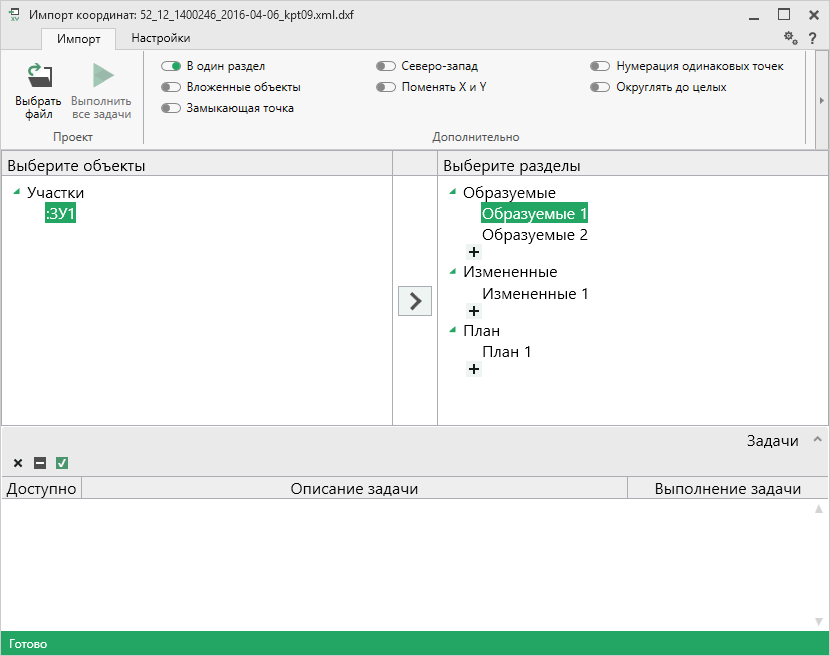 Импорт координат: 52_12_1400246_2016-04-06_kpt09.xml.dxf
Импорт
Настройки
?
Выбрать
файл
Выполнить
все задачи
Проект
В один раздел
Вложенные объекты
Замыкающая точка
Северо-запад
Поменять X и Y
Нумерация одинаковых точек
Округлять до целых
Дополнительно
Выберите объекты
Участки
:ЗУ1
Выберите разделы
Образуемые
Образуемые 1
Образуемые 2
Измененные
Измененные 1
План
План 1
Задачи
Доступно
Описание задачи
Выполнение задачи
Готово